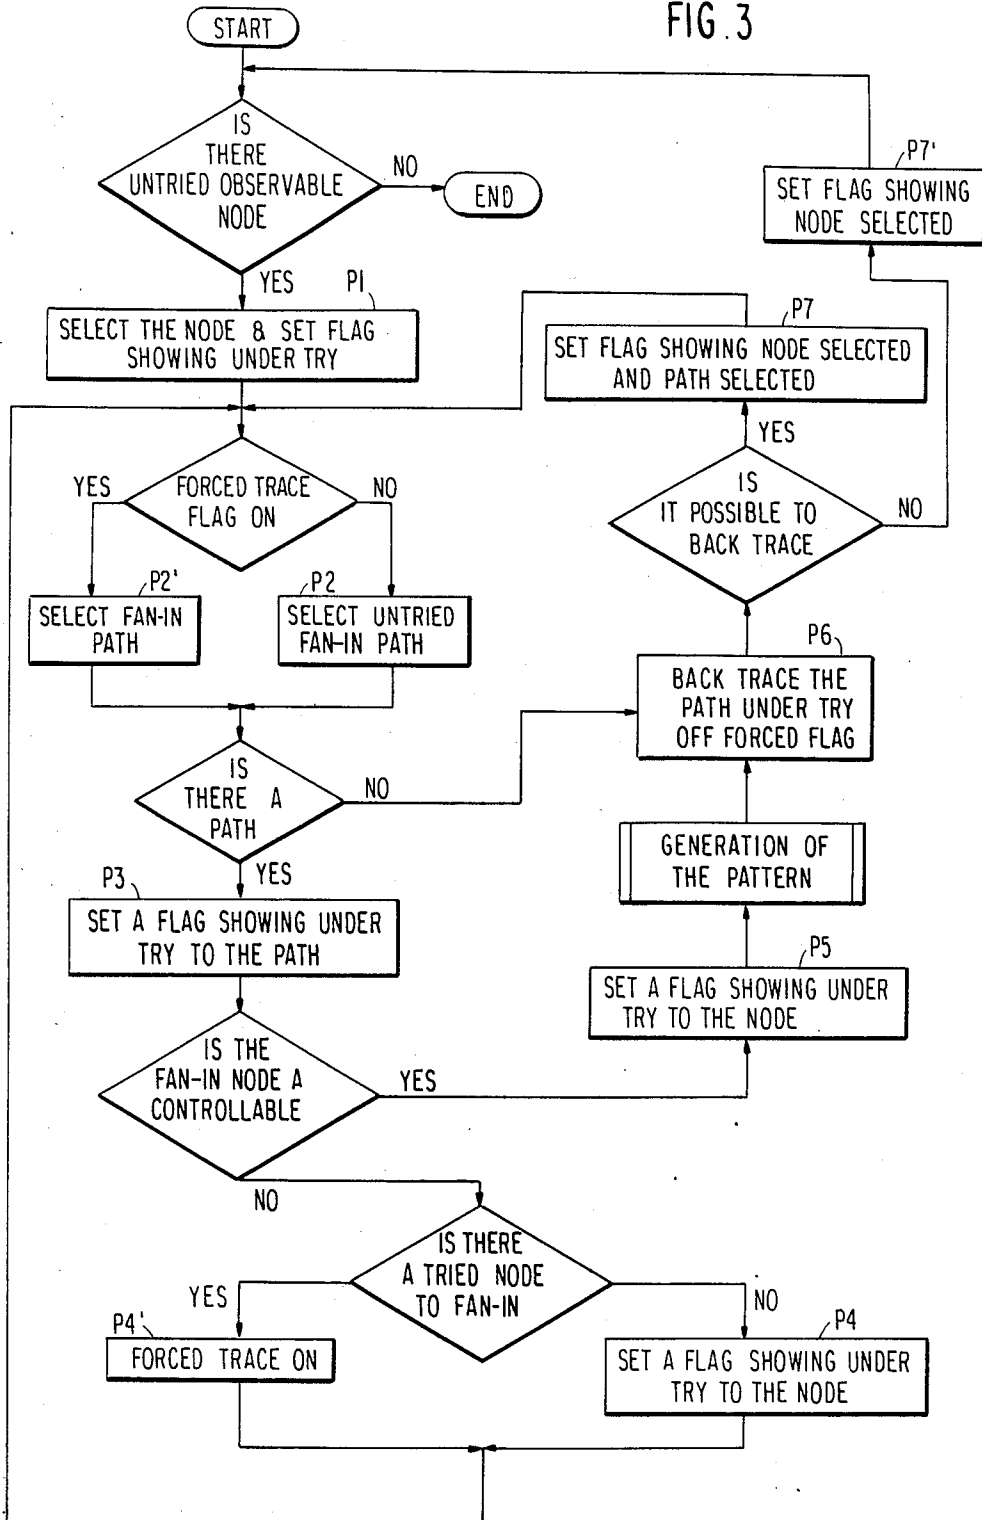 FIG.3
START
IS
THERE
UNTRIED OBSERVABLE
NODE
NO
END
YES
P1
SELECT THE NODE & SET FLAG
SHOWING UNDER TRY
P7'
SET FLAG SHOWING
NODE SELECTED
P7
SET FLAG SHOWING NODE SELECTED
AND PATH SELECTED
YES
IS
IT POSSIBLE TO
BACK TRACE
NO
FORCED TRACE
FLAG ON
YES
NO
P2'
SELECT FAN-IN
PATH
P2
SELECT UNTRIED
FAN-IN PATH
P6
BACK TRACE THE
PATH UNDER TRY
OFF FORCED FLAG
IS
THERE A
PATH
NO
YES
GENERATION OF
THE PATTERN
P3
SET A FLAG SHOWING UNDER
TRY TO THE PATH
P5
SET A FLAG SHOWING UNDER
TRY TO THE NODE
IS THE
FAN-IN NODE A
CONTROLLABLE
YES
NO
IS THERE
A TRIED NODE
TO FAN-IN
YES
NO
P4'
FORCED TRACE ON
P4
SET A FLAG SHOWING UNDER
TRY TO THE NODE